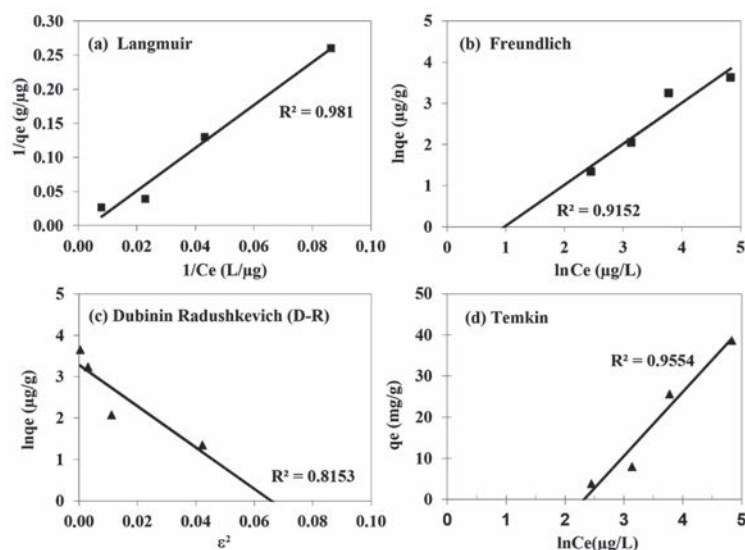 (a) Langmuir
1/qe (g/μg)
0.30
0.25
0.20
0.15
0.10
0.05
0.00
R² = 0.981
0.00 0.02 0.04 0.06 0.08 0.10
1/Ce (L/μg)
(b) Freundlich
lnqe (μg/g)
5
4
3
2
1
0
R² = 0.9152
0 1 2 3 4 5
lnCe (μg/L)
(c) Dubinin Radushkevich (D-R)
lnqe (μg/g)
5
4
3
2
1
0
R² = 0.8153
0.00 0.02 0.04 0.06 0.08 0.10
ε²
(d) Temkin
qe (mg/g)
50
40
30
20
10
0
R² = 0.9554
0 1 2 3 4 5
lnCe(μg/L)